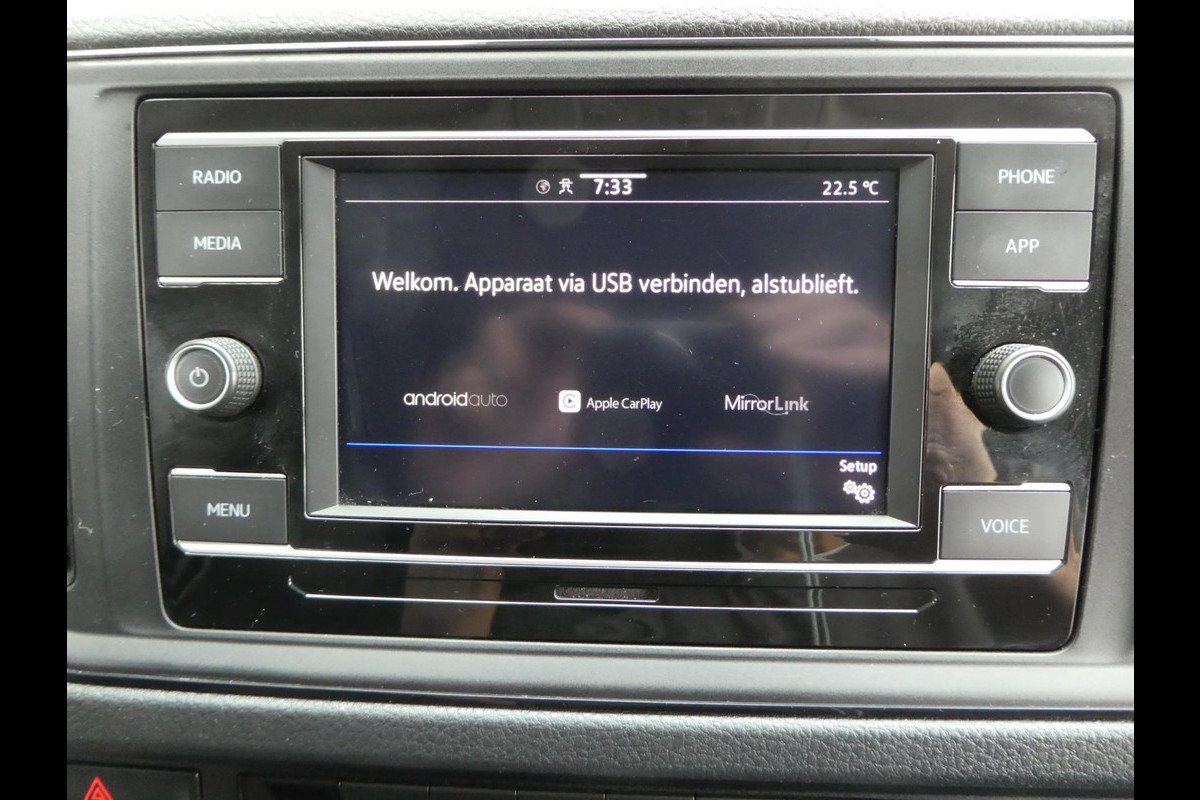 RADIO
MEDIA
MENU
7:33
22.5 °C
Welkom. Apparaat via USB verbinden, alstublieft.
androidauto
Apple CarPlay
MirrorLink
Setup
PHONE
APP
VOICE